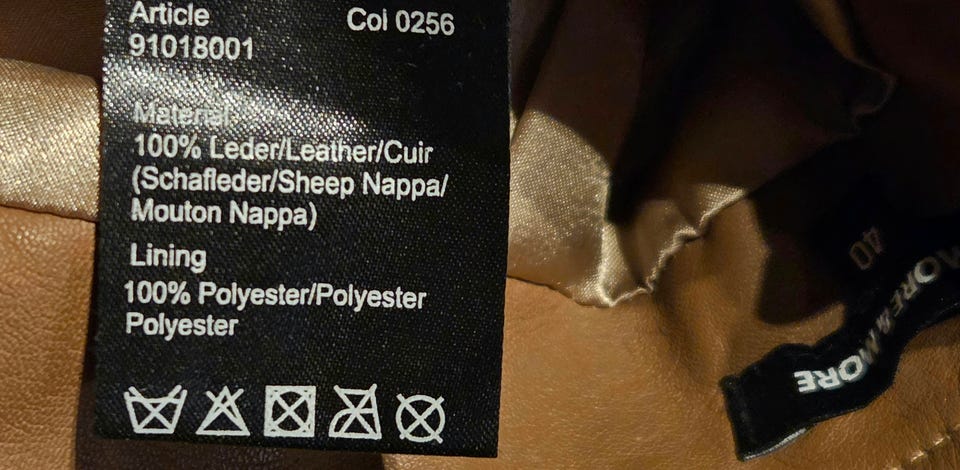 Article Col 0256
91018001
Material
100% Leder/Leather/Cuir
(Schafleder/Sheep Nappa/
Mouton Nappa)
Lining
100% Polyester/Polyester
Polyester
40
MORE & MORE